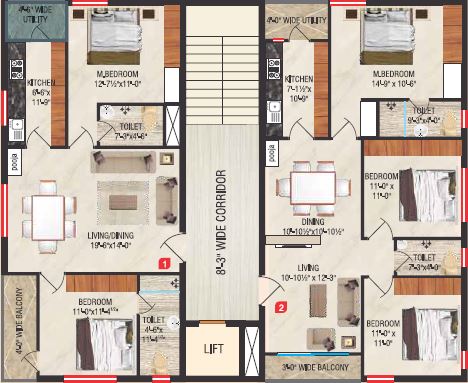 4'-6" WIDE
UTILITY
KITCHEN
6'-6"x
11'-9"
M.BEDROOM
12'-7½"x11'-0"
TOILET
7'-3"x4'-6"
pooja
LIVING/DINING
19'-6"x14'-0"
1
4'-0" WIDE BALCONY
BEDROOM
11'-0"x11'-4½"
TOILET
4'-6"x
11'-4½"
8'-3" WIDE CORRIDOR
LIFT
4'-0" WIDE UTILITY
KITCHEN
7'-1½"x
10'-9"
M.BEDROOM
14'-9" x 10'-6"
TOILET
9'-3"x4'-0"
pooja
BEDROOM
11'-0" x
11'-0"
DINING
10'-10½"x10'-10½"
TOILET
7'-3"x4'-9"
LIVING
10'-10½" x 12'-3"
2
BEDROOM
11'-0" x
11'-0"
3'-0" WIDE BALCONY